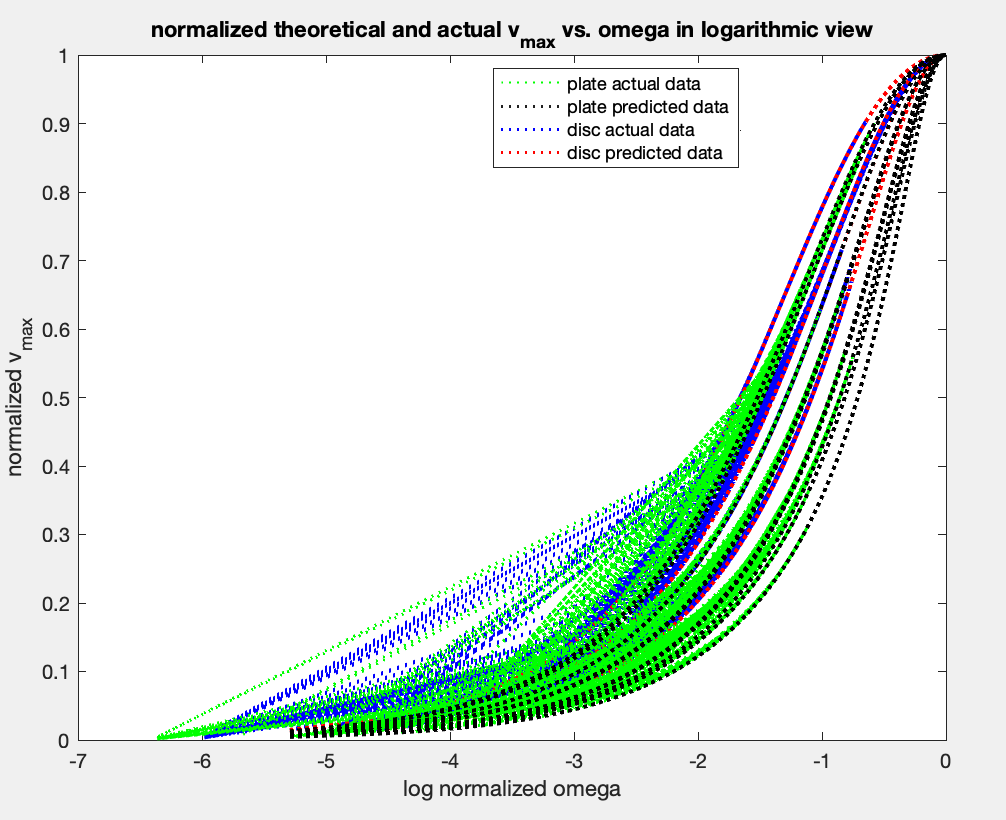 normalized theoretical and actual vmax vs. omega in logarithmic view
plate actual data
plate predicted data
disc actual data
disc predicted data
normalized vmax
1
0.9
0.8
0.7
0.6
0.5
0.4
0.3
0.2
0.1
0
-7 -6 -5 -4 -3 -2 -1 0
log normalized omega